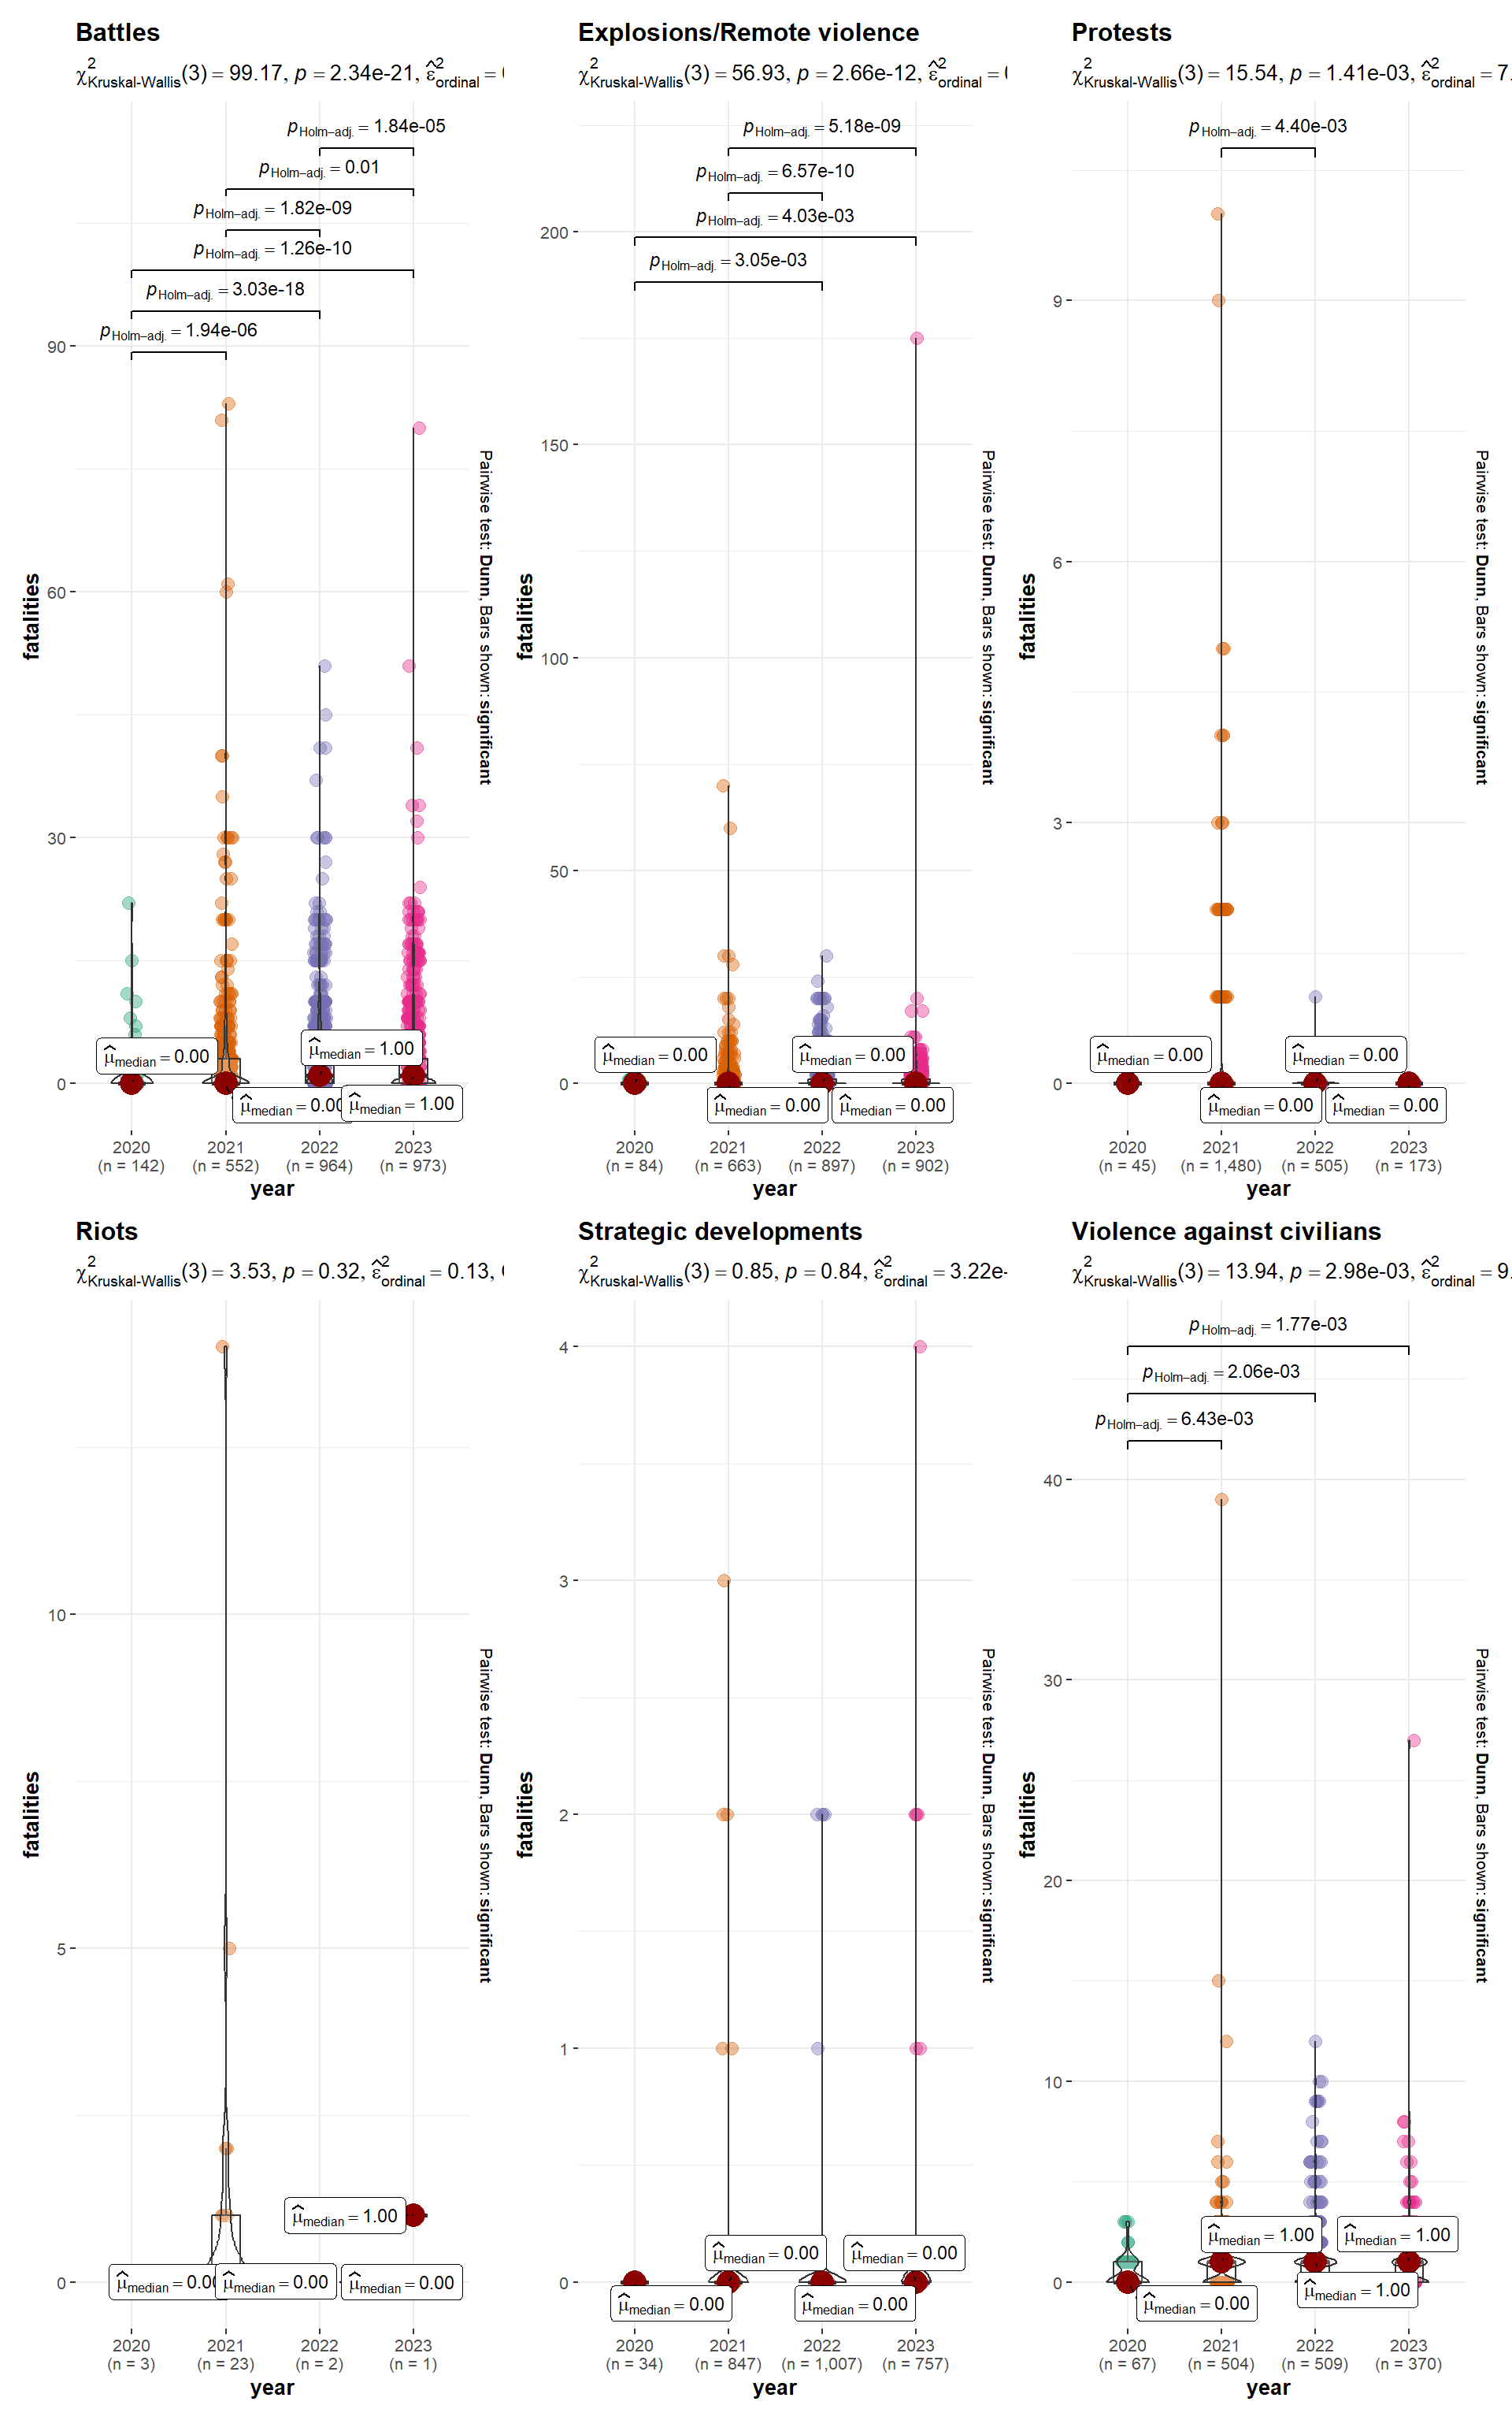 Battles
χ²Kruskal-Wallis(3) = 99.17, p = 2.34e-21, ε̂²ordinal =
pHolm–adj. = 1.84e-05
pHolm–adj. = 0.01
pHolm–adj. = 1.82e-09
pHolm–adj. = 1.26e-10
pHolm–adj. = 3.03e-18
pHolm–adj. = 1.94e-06
90
60
30
0
fatalities
μ̂median = 0.00
μ̂median = 0.00
μ̂median = 1.00
μ̂median = 1.00
Pairwise test: Dunn, Bars shown: significant
2020 2021 2022 2023
(n = 142) (n = 552) (n = 964) (n = 973)
year
Explosions/Remote violence
χ²Kruskal-Wallis(3) = 56.93, p = 2.66e-12, ε̂²ordinal =
pHolm–adj. = 5.18e-09
pHolm–adj. = 6.57e-10
pHolm–adj. = 4.03e-03
pHolm–adj. = 3.05e-03
200
150
100
50
0
fatalities
μ̂median = 0.00
μ̂median = 0.00
μ̂median = 0.00
μ̂median = 0.00
Pairwise test: Dunn, Bars shown: significant
2020 2021 2022 2023
(n = 84) (n = 663) (n = 897) (n = 902)
year
Protests
χ²Kruskal-Wallis(3) = 15.54, p = 1.41e-03, ε̂²ordinal = 7.
pHolm–adj. = 4.40e-03
9
6
3
0
fatalities
μ̂median = 0.00
μ̂median = 0.00
μ̂median = 0.00
μ̂median = 0.00
Pairwise test: Dunn, Bars shown: significant
2020 2021 2022 2023
(n = 45) (n = 1,480) (n = 505) (n = 173)
year
Riots
χ²Kruskal-Wallis(3) = 3.53, p = 0.32, ε̂²ordinal = 0.13,
10
5
0
fatalities
μ̂median = 1.00
μ̂median = 0.0
μ̂median = 0.00
μ̂median = 0.00
Pairwise test: Dunn, Bars shown: significant
2020 2021 2022 2023
(n = 3) (n = 23) (n = 2) (n = 1)
year
Strategic developments
χ²Kruskal-Wallis(3) = 0.85, p = 0.84, ε̂²ordinal = 3.22e-
4
3
2
1
0
fatalities
μ̂median = 0.00
μ̂median = 0.00
μ̂median = 0.00
μ̂median = 0.00
Pairwise test: Dunn, Bars shown: significant
2020 2021 2022 2023
(n = 34) (n = 847) (n = 1,007) (n = 757)
year
Violence against civilians
χ²Kruskal-Wallis(3) = 13.94, p = 2.98e-03, ε̂²ordinal = 9.
pHolm–adj. = 1.77e-03
pHolm–adj. = 2.06e-03
pHolm–adj. = 6.43e-03
40
30
20
10
0
fatalities
μ̂median = 1.00
μ̂median = 1.00
μ̂median = 1.00
μ̂median = 0.00
Pairwise test: Dunn, Bars shown: significant
2020 2021 2022 2023
(n = 67) (n = 504) (n = 509) (n = 370)
year